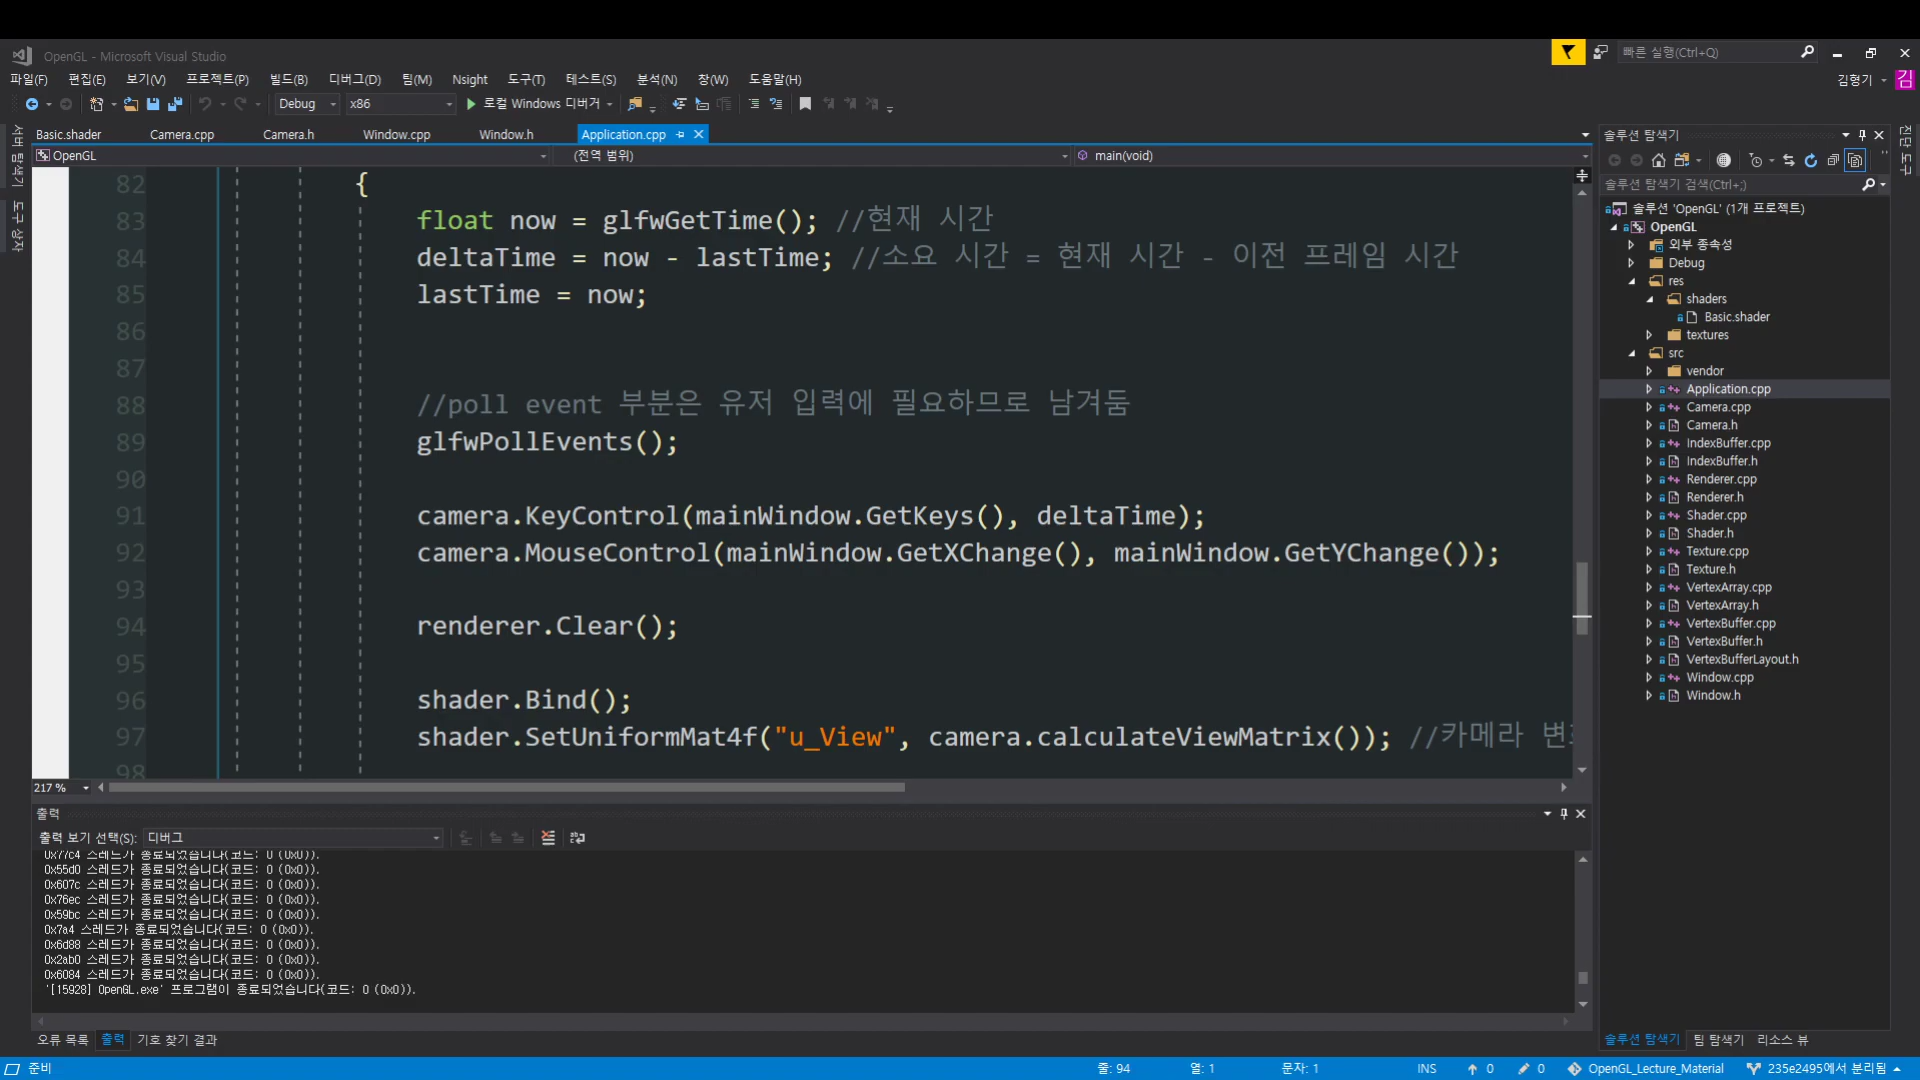 OpenGL - Microsoft Visual Studio
빠른 실행(Ctrl+Q)
파일(F) 편집(E) 보기(V) 프로젝트(P) 빌드(B) 디버그(D) 팀(M) Nsight 도구(T) 테스트(S) 분석(N) 창(W) 도움말(H)
김형기 김
Debug x86 로컬 Windows 디버거
Basic.shader Camera.cpp Camera.h Window.cpp Window.h Application.cpp
OpenGL (전역 범위) main(void)
서버 탐색기
도구 상자
82 {
83 float now = glfwGetTime(); //현재 시간
84 deltaTime = now - lastTime; //소요 시간 = 현재 시간 - 이전 프레임 시간
85 lastTime = now;
86
87
88 //poll event 부분은 유저 입력에 필요하므로 남겨둠
89 glfwPollEvents();
90
91 camera.KeyControl(mainWindow.GetKeys(), deltaTime);
92 camera.MouseControl(mainWindow.GetXChange(), mainWindow.GetYChange());
93
94 renderer.Clear();
95
96 shader.Bind();
97 shader.SetUniformMat4f("u_View", camera.calculateViewMatrix()); //카메라
98
217 %
출력
출력 보기 선택(S): 디버그
0x77c4 스레드가 종료되었습니다(코드: 0 (0x0)).
0x55d0 스레드가 종료되었습니다(코드: 0 (0x0)).
0x607c 스레드가 종료되었습니다(코드: 0 (0x0)).
0x76ec 스레드가 종료되었습니다(코드: 0 (0x0)).
0x59bc 스레드가 종료되었습니다(코드: 0 (0x0)).
0x7a4 스레드가 종료되었습니다(코드: 0 (0x0)).
0x6d88 스레드가 종료되었습니다(코드: 0 (0x0)).
0x2ab0 스레드가 종료되었습니다(코드: 0 (0x0)).
0x6084 스레드가 종료되었습니다(코드: 0 (0x0)).
'[15928] OpenGL.exe' 프로그램이 종료되었습니다(코드: 0 (0x0)).
오류 목록 출력 기호 찾기 결과
솔루션 탐색기
솔루션 탐색기 검색(Ctrl+;)
솔루션 'OpenGL' (1개 프로젝트)
OpenGL
외부 종속성
Debug
res
shaders
Basic.shader
textures
src
vendor
Application.cpp
Camera.cpp
Camera.h
IndexBuffer.cpp
IndexBuffer.h
Renderer.cpp
Renderer.h
Shader.cpp
Shader.h
Texture.cpp
Texture.h
VertexArray.cpp
VertexArray.h
VertexBuffer.cpp
VertexBuffer.h
VertexBufferLayout.h
Window.cpp
Window.h
솔루션 탐색기 팀 탐색기 리소스 뷰
진단 도구
준비 줄: 94 열: 1 문자: 1 INS 0 0 OpenGL_Lecture_Material 235e2495에서 분리됨